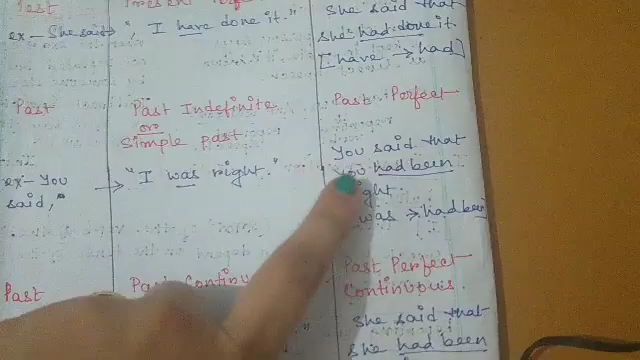 Past
Present
ex - She said → "I have done it."
She said that
she had done it.
[have → had]
Past
Past Indefinite
or
Simple past
Past Perfect
ex - You
said,
→ "I was right."
You said that
you had been
right
was → had been
Past
Past Continuous
Past Perfect
Continuous.
She said that
she had been